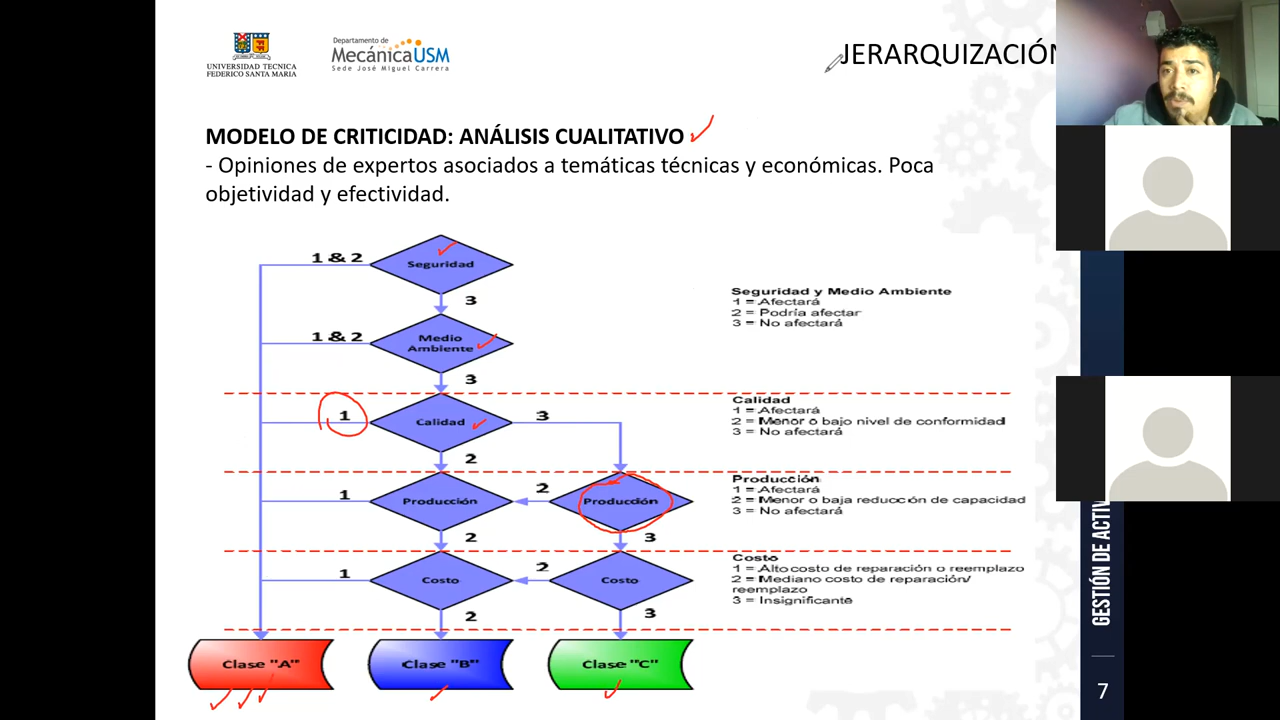 UNIVERSIDAD TECNICA
FEDERICO SANTA MARIA
Departamento de
MecánicaUSM
Sede José Miguel Carrera
JERARQUIZACIÓN
MODELO DE CRITICIDAD: ANÁLISIS CUALITATIVO
- Opiniones de expertos asociados a temáticas técnicas y económicas. Poca
objetividad y efectividad.
1 & 2
Seguridad
3
1 & 2
Medio
Ambiente
3
1
Calidad
3
2
1
Producción
2
Producción
2
3
1
Costo
2
Costo
2
3
Clase "A"
Clase "B"
Clase "C"
Seguridad y Medio Ambiente
1 = Afectará
2 = Podría afectar
3 = No afectará
Calidad
1 = Afectará
2 = Menor o bajo nivel de conformidad
3 = No afectará
Producción
1 = Afectará
2 = Menor o baja reducción de capacidad
3 = No afectará
Costo
1 = Alto costo de reparación o reemplazo
2 = Mediano costo de reparación/
reemplazo
3 = Insignificante
GESTIÓN DE ACTIV
7